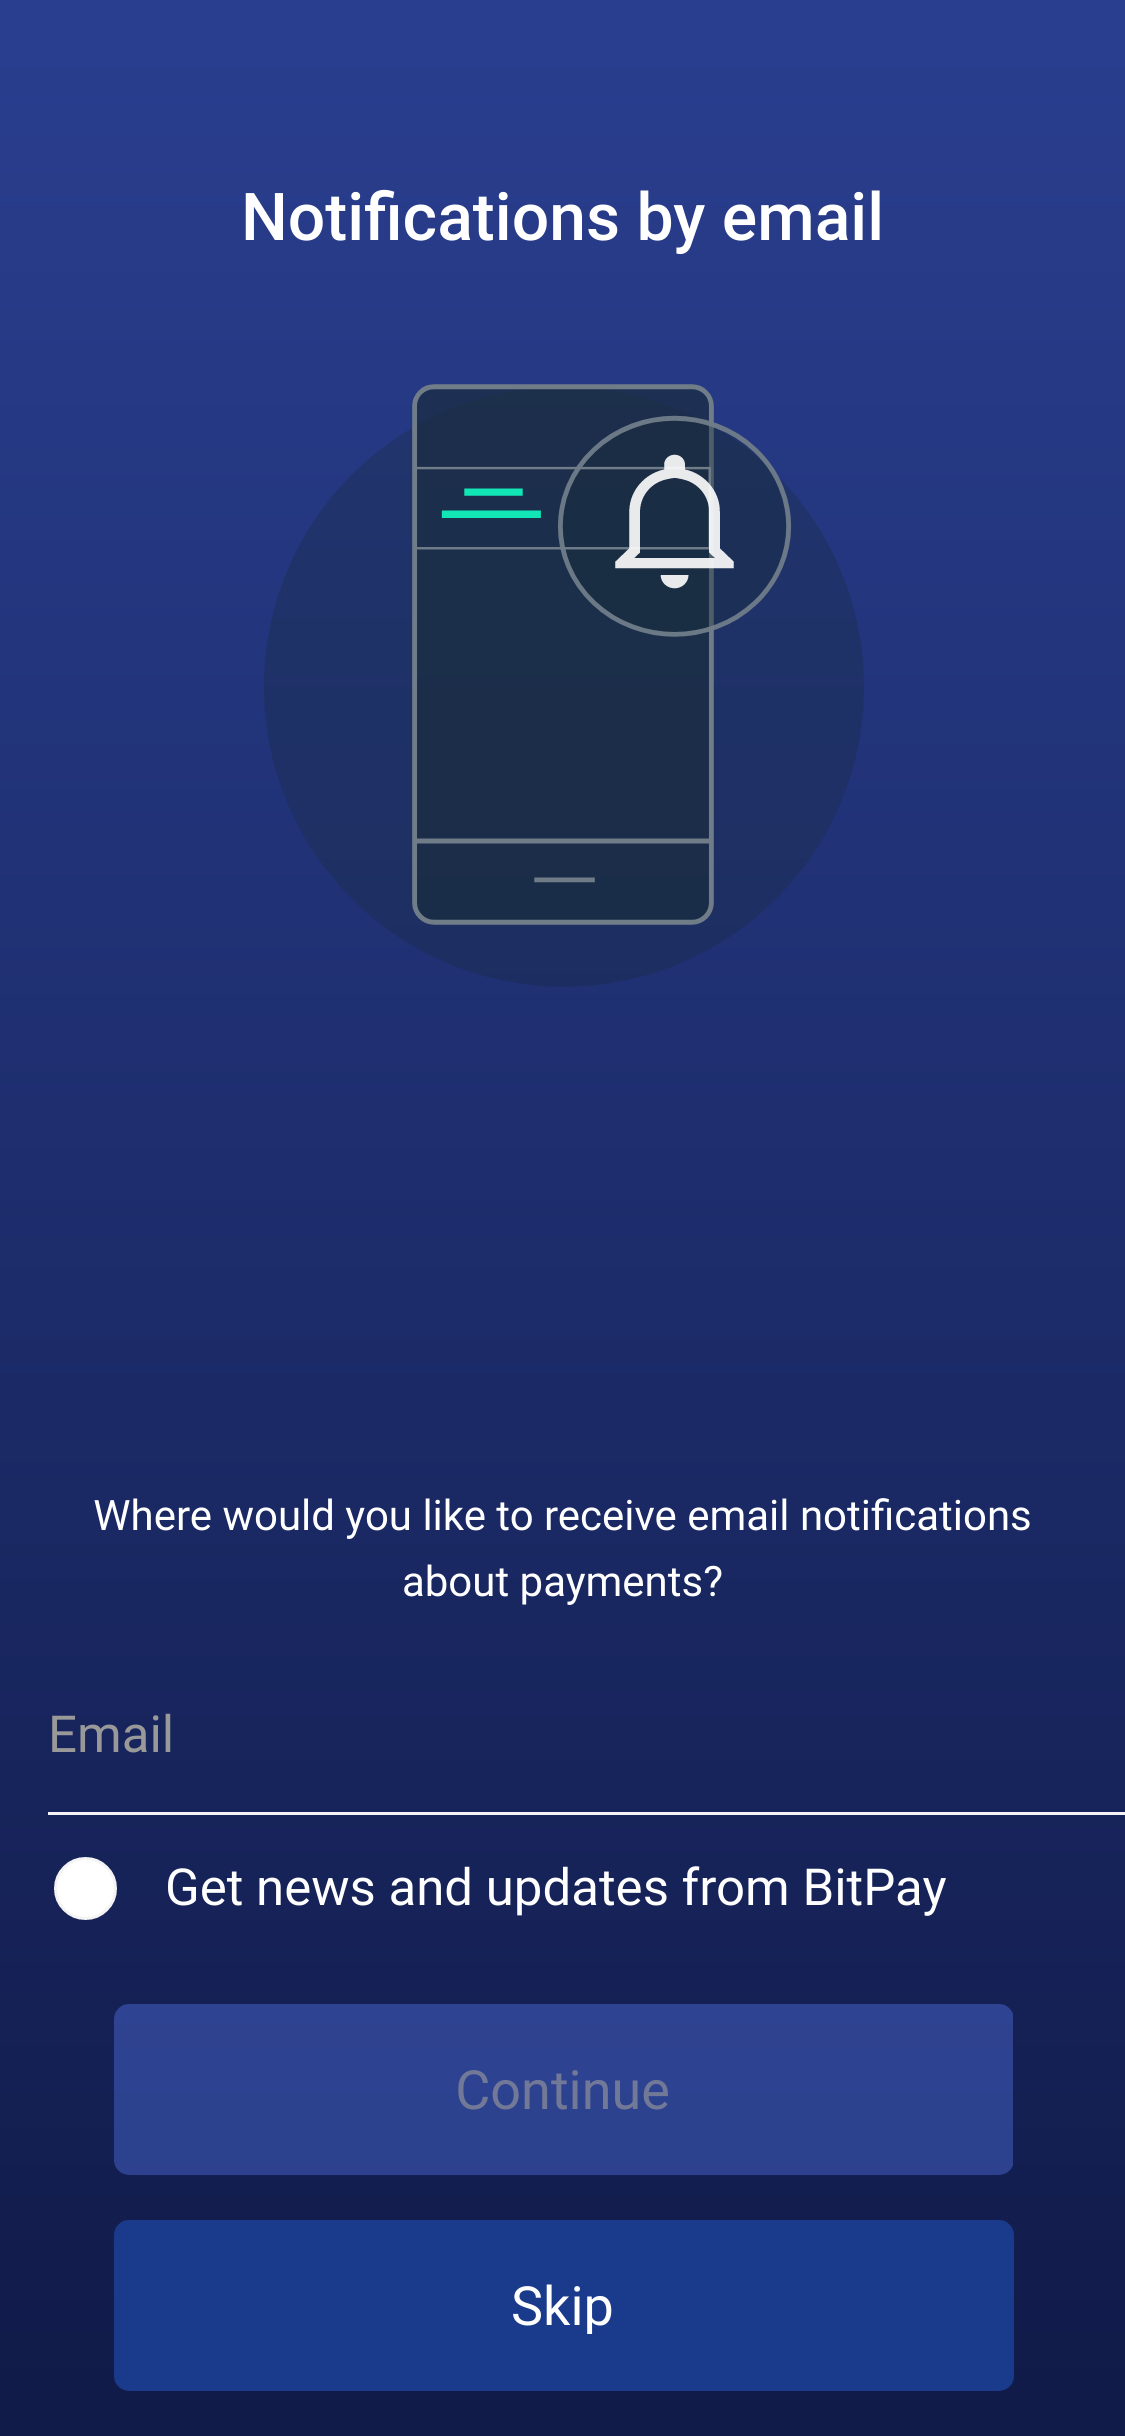 Notifications by email
Where would you like to receive email notifications
about payments?
Email
Get news and updates from BitPay
Continue
Skip